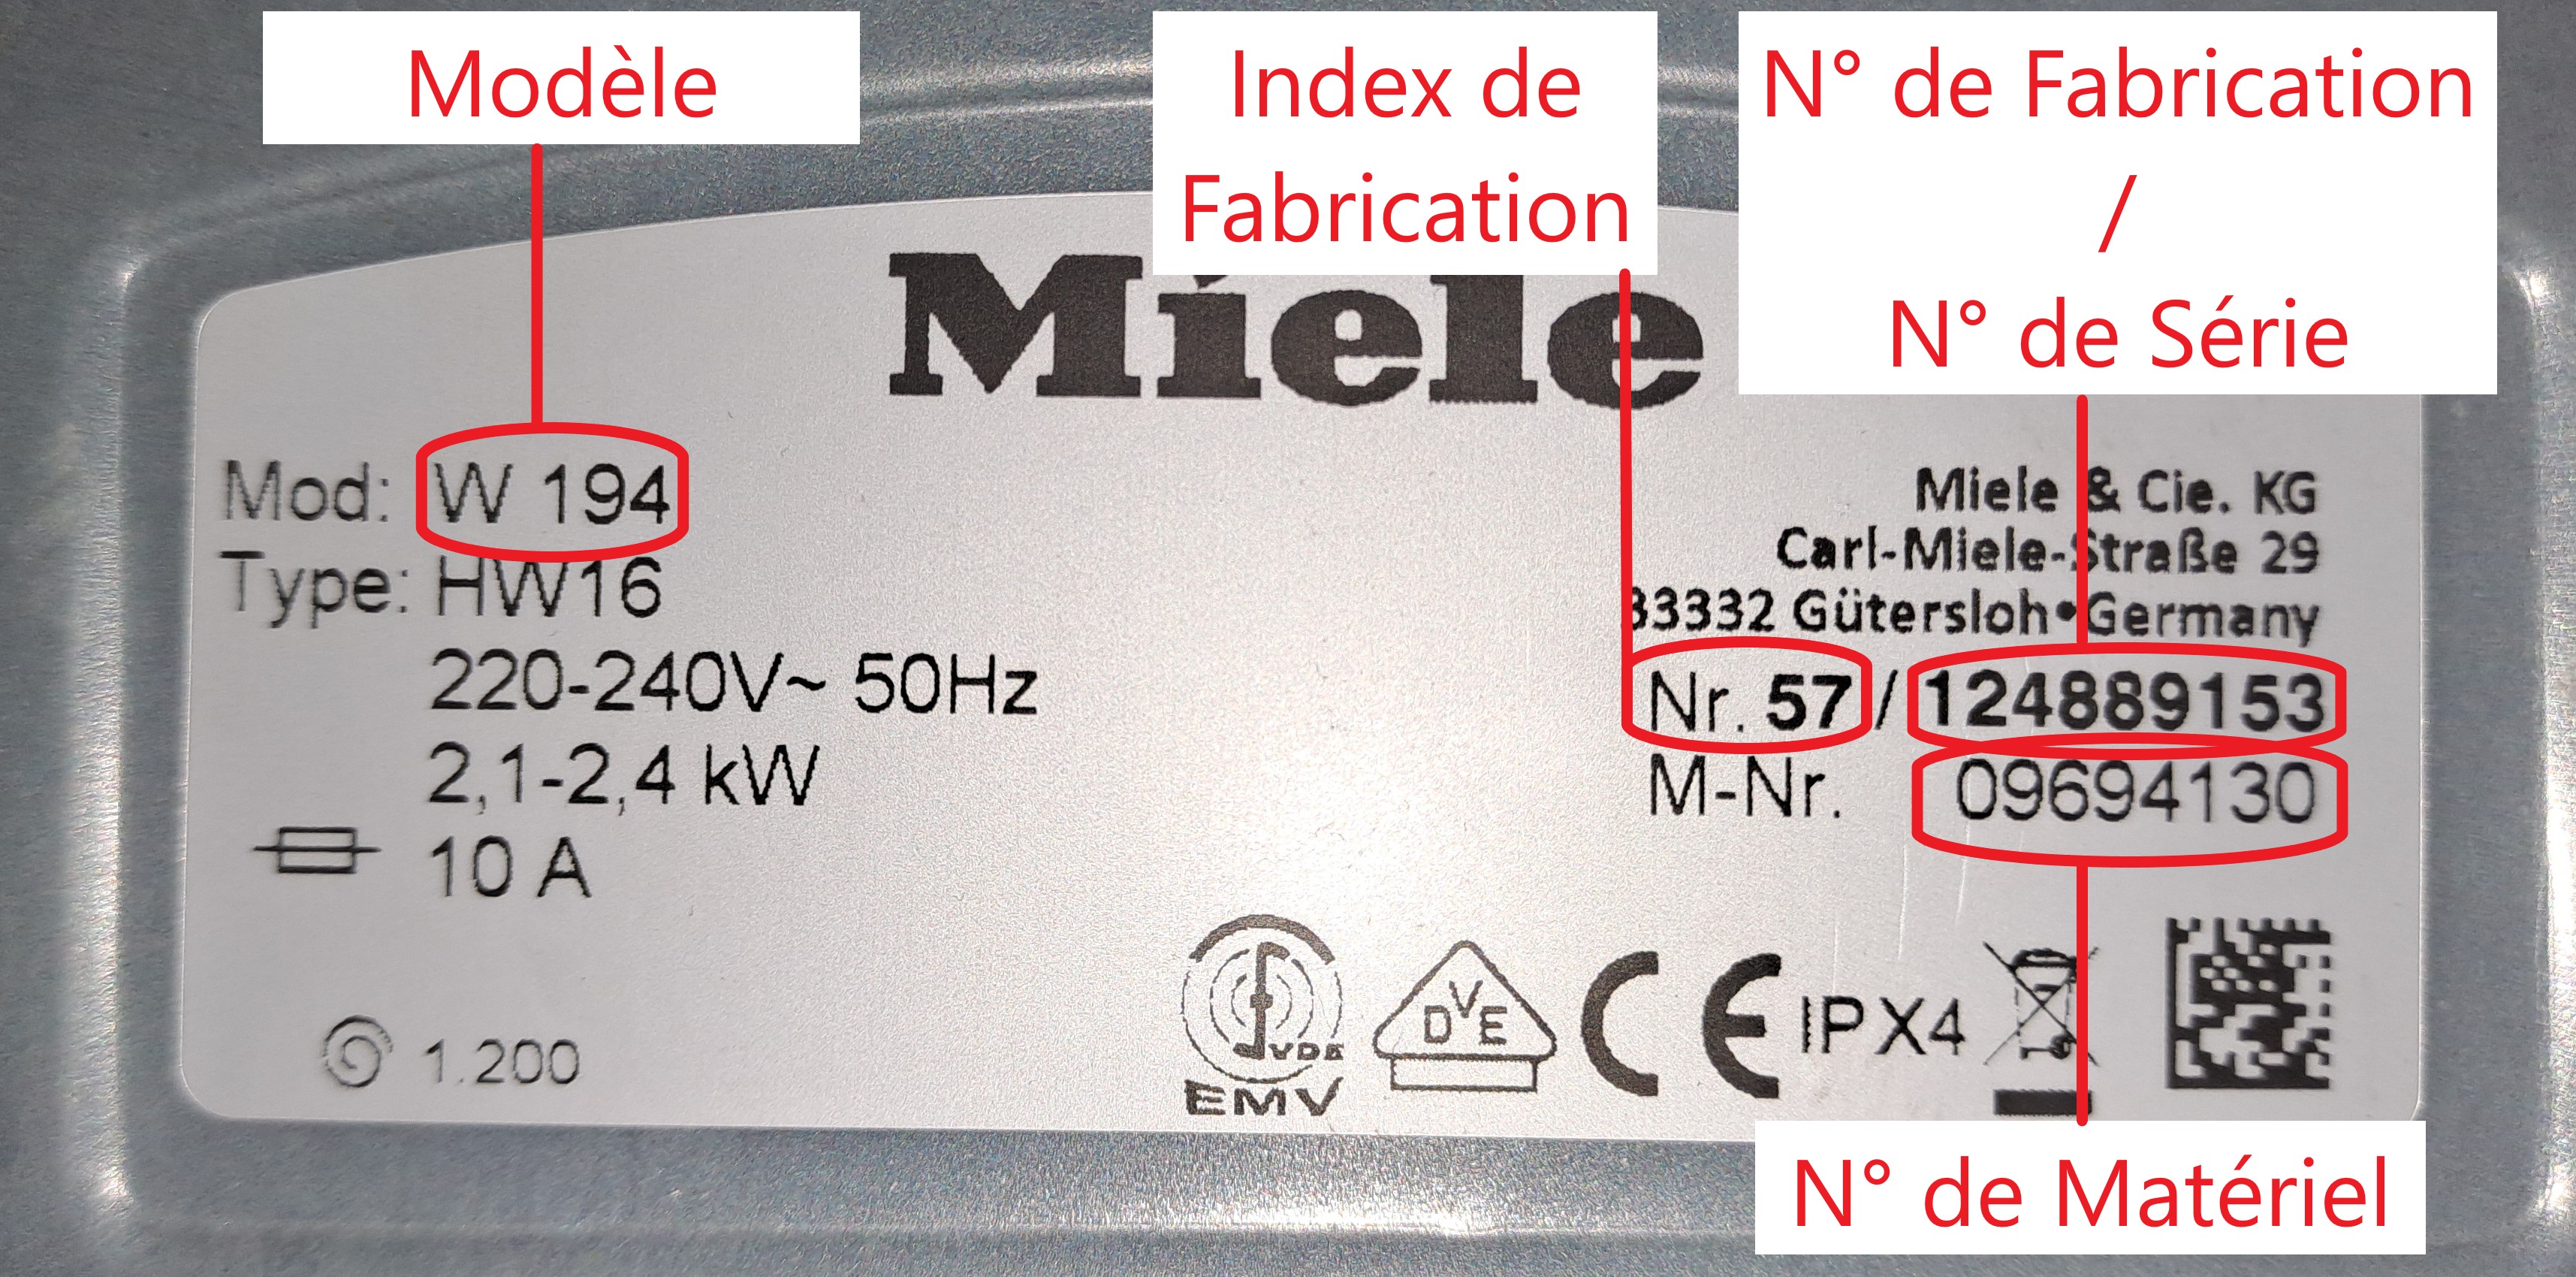 Modèle
Index de
Fabrication
N° de Fabrication
/
N° de Série
Miele
Mod: W 194
Type: HW16
220-240V~ 50Hz
2,1-2,4 kW
10 A
1.200
Miele & Cie. KG
Carl-Miele-Straße 29
33332 Gütersloh•Germany
Nr. 57 / 124889153
M-Nr. 09694130
VDE
EMV
DVE
CE
IPX4
N° de Matériel